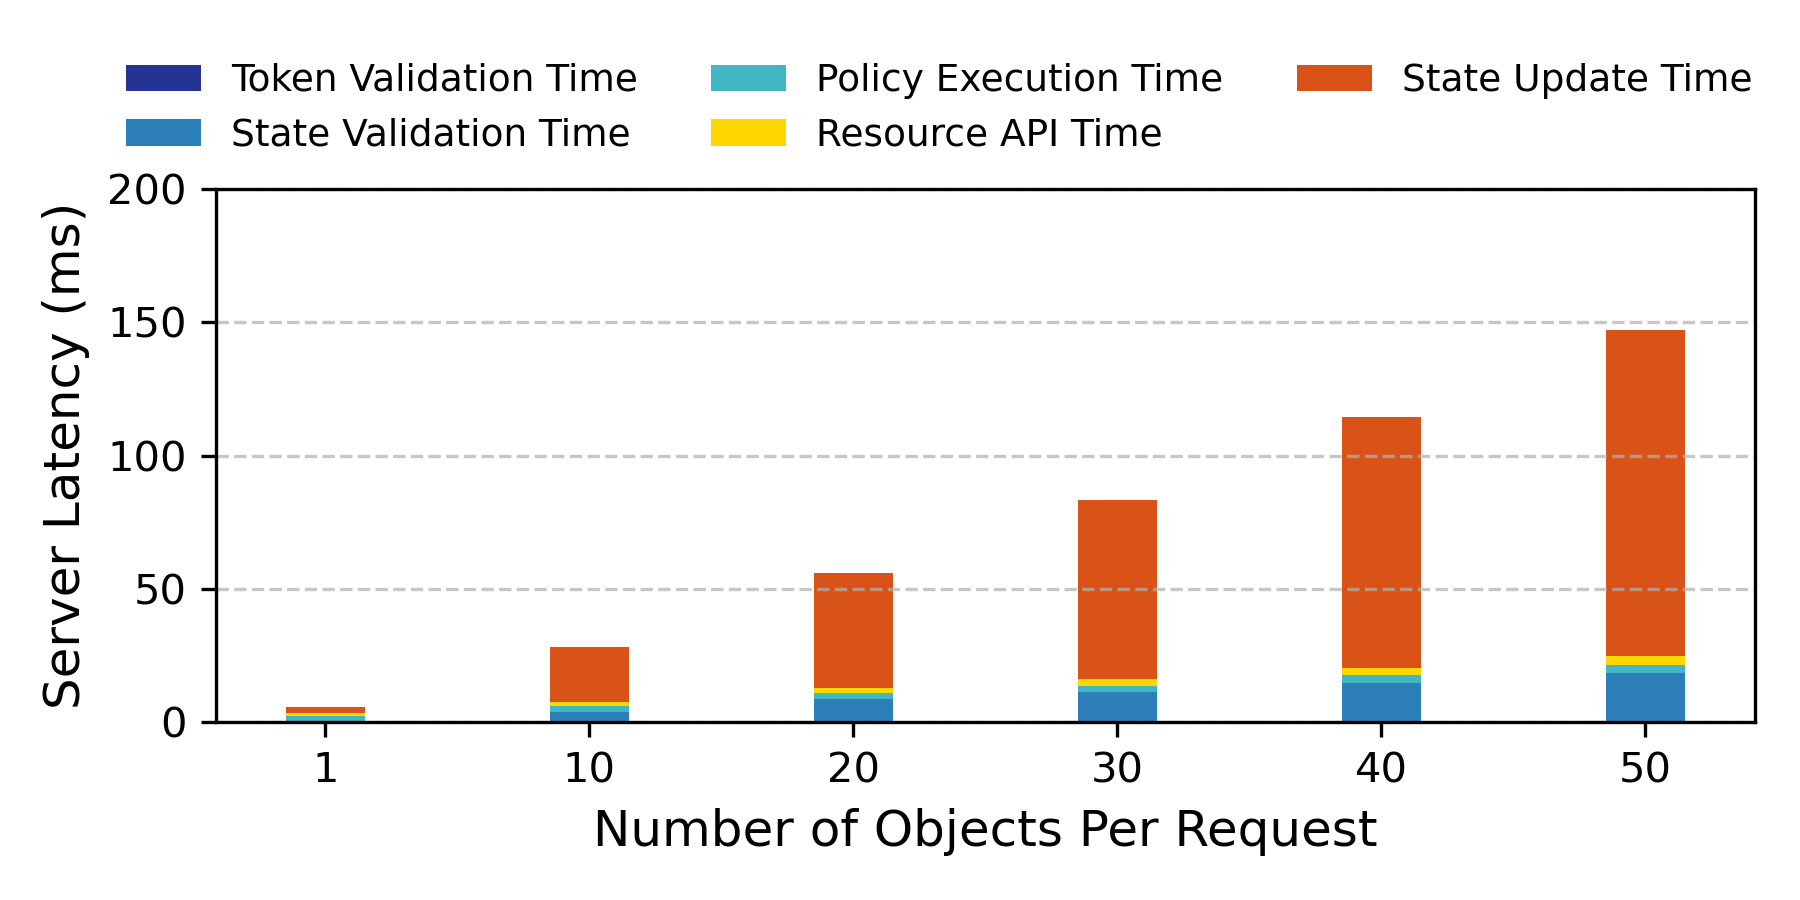 Token Validation Time
State Validation Time
Policy Execution Time
Resource API Time
State Update Time
Server Latency (ms)
200
150
100
50
0
1 10 20 30 40 50
Number of Objects Per Request